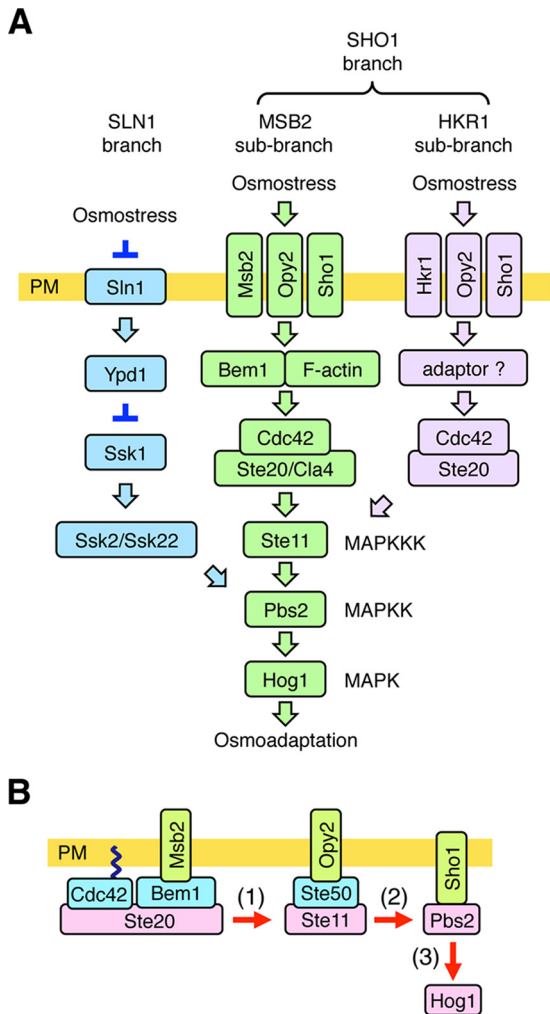 A
SHO1
branch
SLN1
branch
MSB2
sub-branch
HKR1
sub-branch
Osmostress
Osmostress
Osmostress
PM
Sln1
Msb2
Opy2
Sho1
Hkr1
Opy2
Sho1
Ypd1
Bem1
F-actin
adaptor ?
Ssk1
Cdc42
Ste20/Cla4
Cdc42
Ste20
Ssk2/Ssk22
Ste11
MAPKKK
Pbs2
MAPKK
Hog1
MAPK
Osmoadaptation
B
PM
Msb2
Opy2
Sho1
Cdc42
Bem1
Ste20
(1)
Ste50
Ste11
(2)
Pbs2
(3)
Hog1